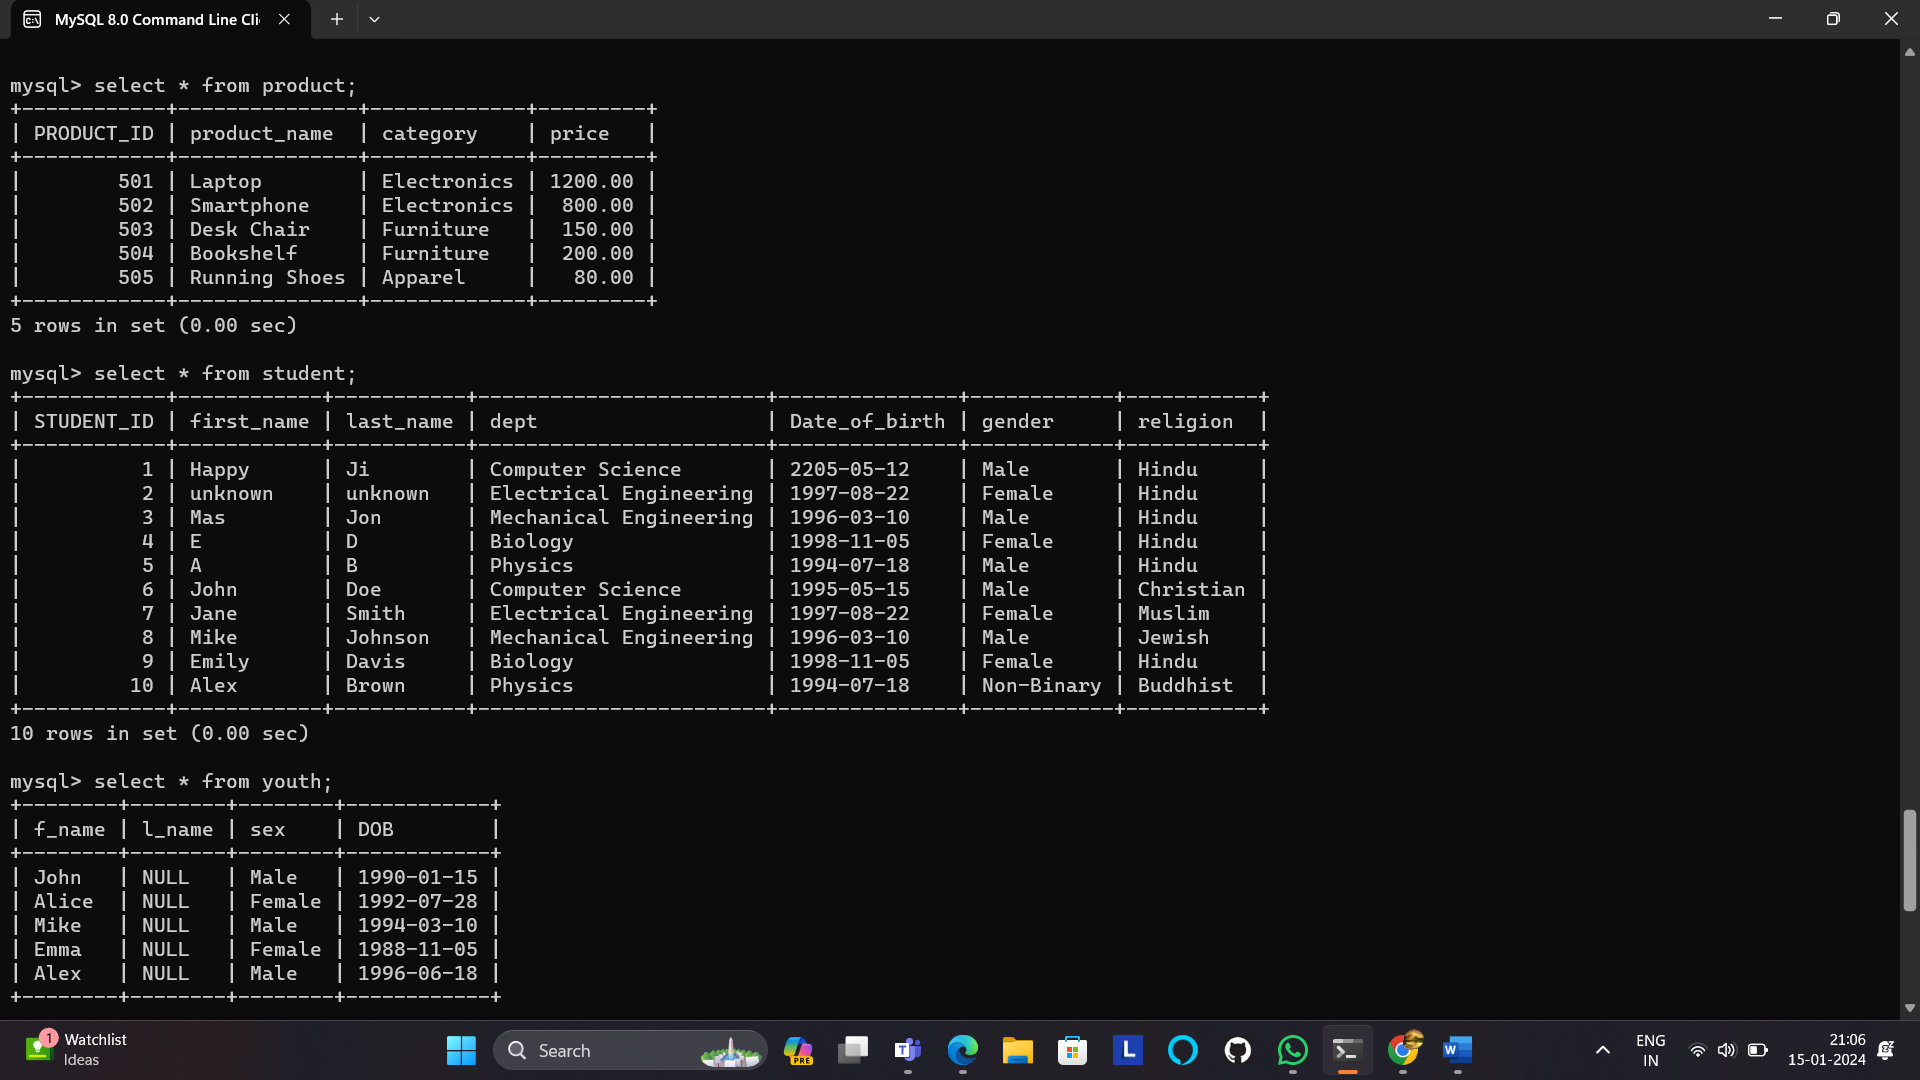 MySQL 8.0 Command Line Cli
mysql> select * from product;
+------------+---------------+-------------+---------+
| PRODUCT_ID | product_name  | category    | price   |
+------------+---------------+-------------+---------+
|        501 | Laptop        | Electronics | 1200.00 |
|        502 | Smartphone    | Electronics |  800.00 |
|        503 | Desk Chair    | Furniture   |  150.00 |
|        504 | Bookshelf     | Furniture   |  200.00 |
|        505 | Running Shoes | Apparel     |   80.00 |
+------------+---------------+-------------+---------+
5 rows in set (0.00 sec)
mysql> select * from student;
+------------+------------+-----------+------------------------+---------------+------------+-----------+
| STUDENT_ID | first_name | last_name | dept                   | Date_of_birth | gender     | religion  |
+------------+------------+-----------+------------------------+---------------+------------+-----------+
|          1 | Happy      | Ji        | Computer Science       | 2205-05-12    | Male       | Hindu     |
|          2 | unknown    | unknown   | Electrical Engineering | 1997-08-22    | Female     | Hindu     |
|          3 | Mas        | Jon       | Mechanical Engineering | 1996-03-10    | Male       | Hindu     |
|          4 | E          | D         | Biology                | 1998-11-05    | Female     | Hindu     |
|          5 | A          | B         | Physics                | 1994-07-18    | Male       | Hindu     |
|          6 | John       | Doe       | Computer Science       | 1995-05-15    | Male       | Christian |
|          7 | Jane       | Smith     | Electrical Engineering | 1997-08-22    | Female     | Muslim    |
|          8 | Mike       | Johnson   | Mechanical Engineering | 1996-03-10    | Male       | Jewish    |
|          9 | Emily      | Davis     | Biology                | 1998-11-05    | Female     | Hindu     |
|         10 | Alex       | Brown     | Physics                | 1994-07-18    | Non-Binary | Buddhist  |
+------------+------------+-----------+------------------------+---------------+------------+-----------+
10 rows in set (0.00 sec)
mysql> select * from youth;
+--------+--------+--------+------------+
| f_name | l_name | sex    | DOB        |
+--------+--------+--------+------------+
| John   | NULL   | Male   | 1990-01-15 |
| Alice  | NULL   | Female | 1992-07-28 |
| Mike   | NULL   | Male   | 1994-03-10 |
| Emma   | NULL   | Female | 1988-11-05 |
| Alex   | NULL   | Male   | 1996-06-18 |
+--------+--------+--------+------------+
1
Watchlist
Ideas
Search
PRE
T
L
W
ENG
IN
21:06
15-01-2024